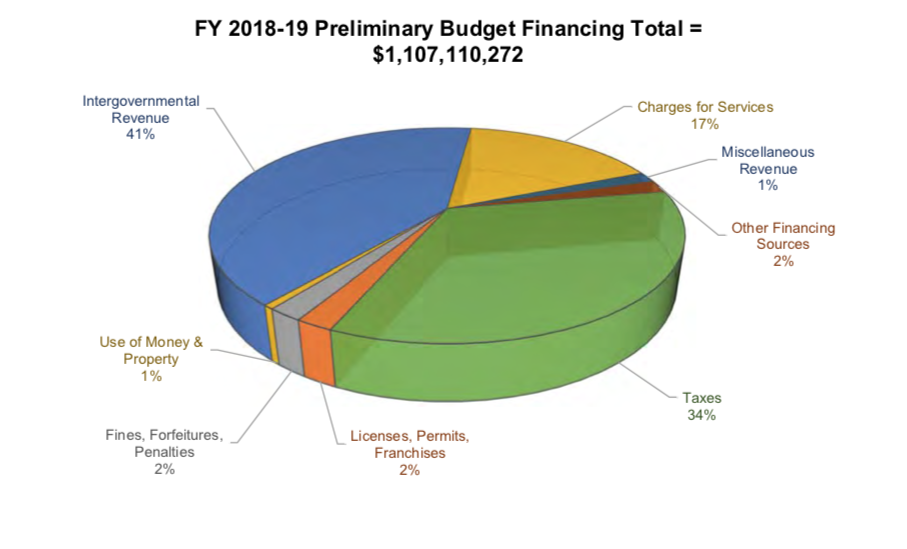 FY 2018-19 Preliminary Budget Financing Total =
$1,107,110,272
Intergovernmental
Revenue
41%
Charges for Services
17%
Miscellaneous
Revenue
1%
Other Financing
Sources
2%
Use of Money &
Property
1%
Taxes
34%
Fines, Forfeitures,
Penalties
2%
Licenses, Permits,
Franchises
2%